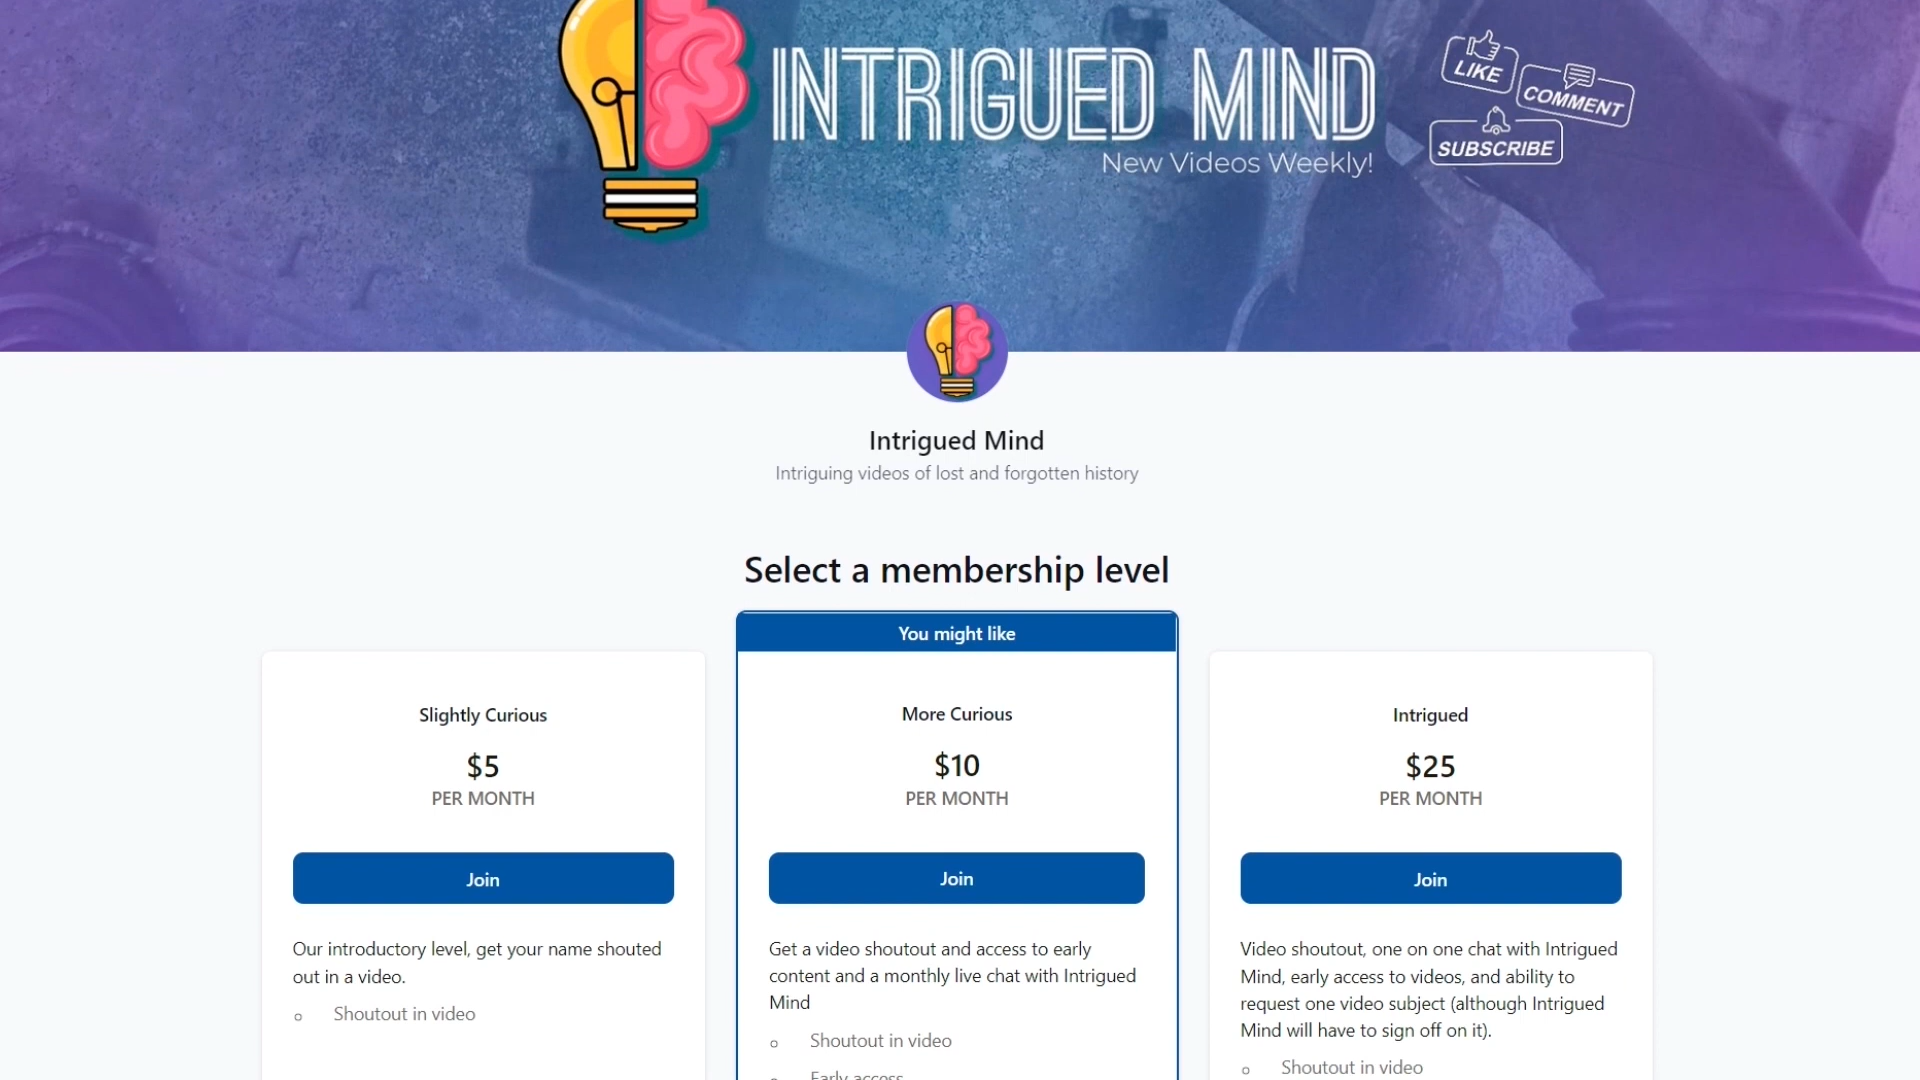 INTRIGUED MIND
New Videos Weekly!
LIKE
COMMENT
SUBSCRIBE
Intrigued Mind
Intriguing videos of lost and forgotten history
Select a membership level
You might like
Slightly Curious
$5
PER MONTH
Join
Our introductory level, get your name shouted
out in a video.
Shoutout in video
More Curious
$10
PER MONTH
Join
Get a video shoutout and access to early
content and a monthly live chat with Intrigued
Mind
Shoutout in video
Early access
Intrigued
$25
PER MONTH
Join
Video shoutout, one on one chat with Intrigued
Mind, early access to videos, and ability to
request one video subject (although Intrigued
Mind will have to sign off on it).
Shoutout in video